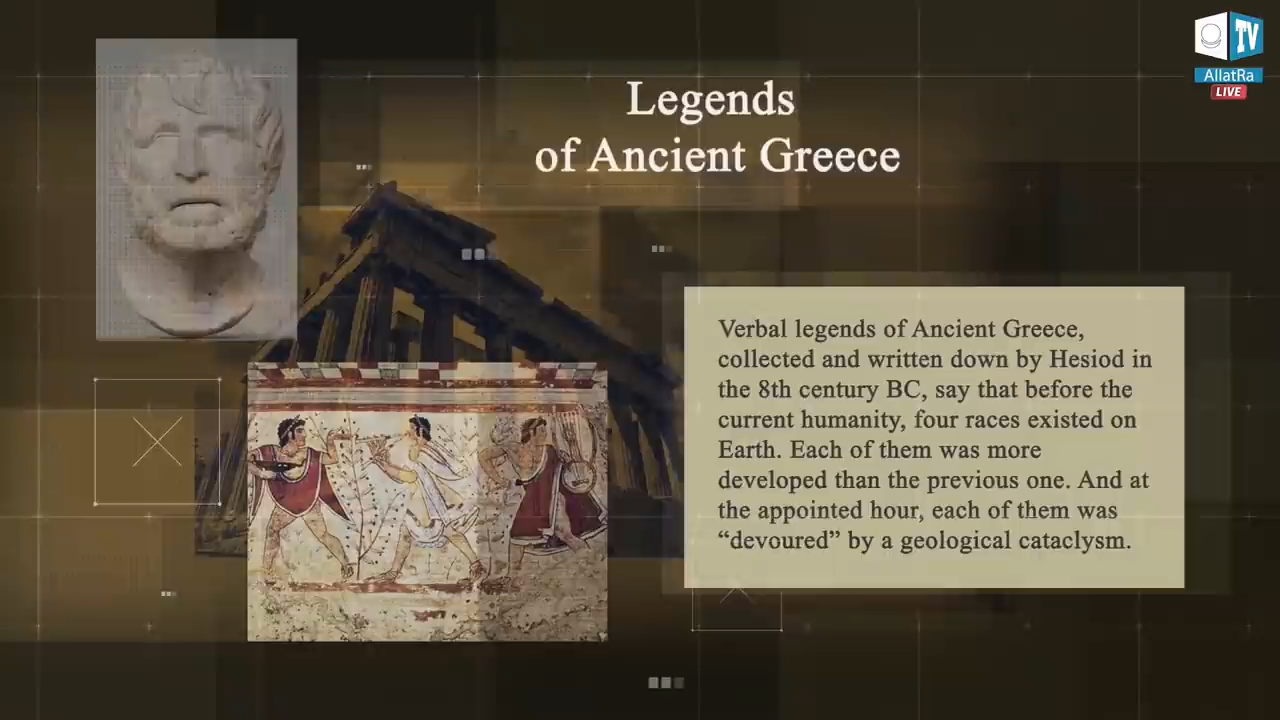 TV
AllatRa
LIVE
Legends
of Ancient Greece
Verbal legends of Ancient Greece,
collected and written down by Hesiod in
the 8th century BC, say that before the
current humanity, four races existed on
Earth. Each of them was more
developed than the previous one. And at
the appointed hour, each of them was
“devoured” by a geological cataclysm.